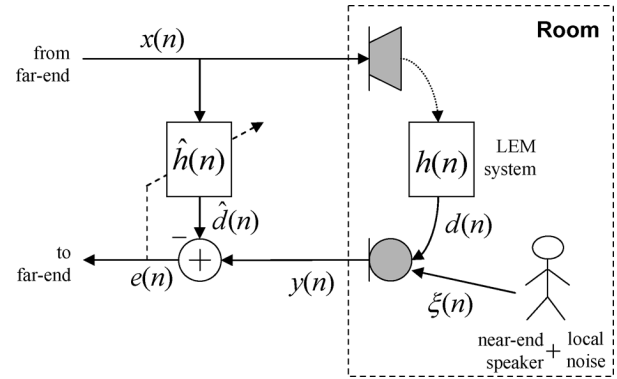 Room
x(n)
from
far-end
ĥ(n)
h(n)
LEM
system
d̂(n)
d(n)
−
to
far-end
+
e(n)
y(n)
ξ(n)
near-end
speaker
+
local
noise